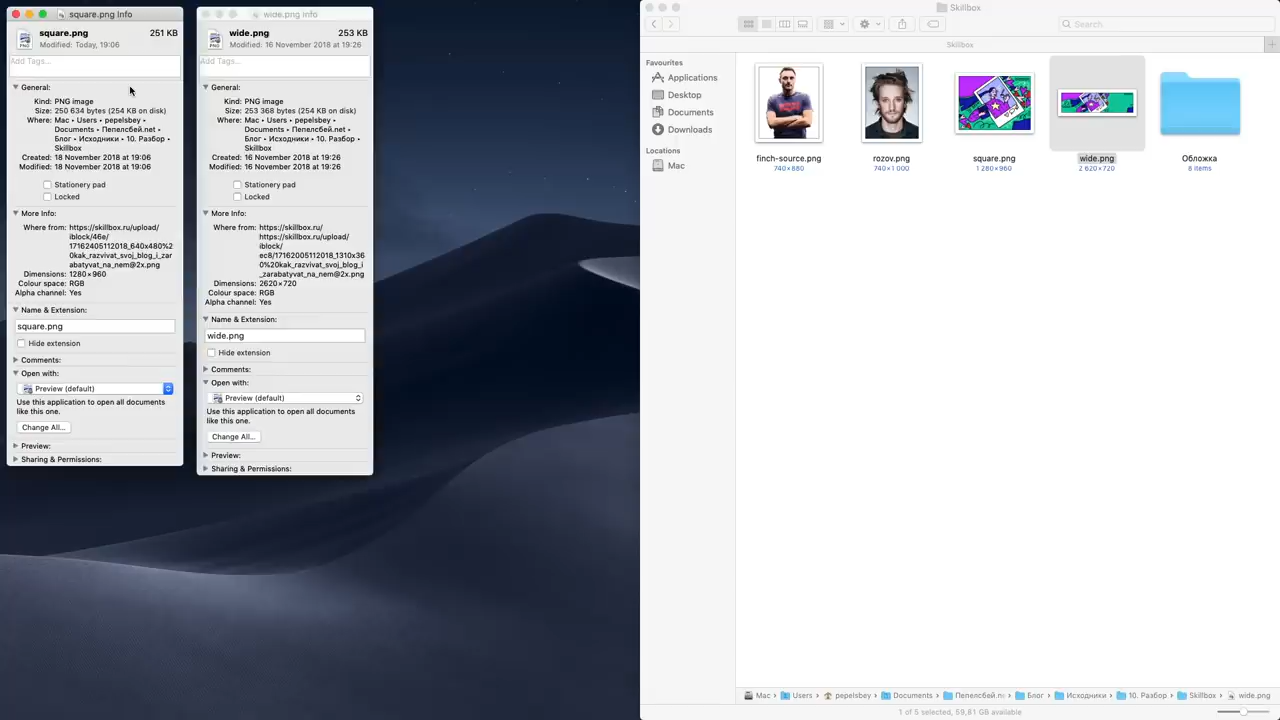 square.png Info
square.png 251 KB
Modified: Today, 19:06
Add Tags...
General:
Kind: PNG image
Size: 250 634 bytes (254 KB on disk)
Where: Mac ▸ Users ▸ pepelsbey ▸
Documents ▸ Пепелсбей.net ▸
Блог ▸ Исходники ▸ 10. Разбор ▸
Skillbox
Created: 18 November 2018 at 19:06
Modified: 18 November 2018 at 19:06
Stationery pad
Locked
More Info:
Where from: https://skillbox.ru/upload/
iblock/46e/
17162405112018_640x480%2
0kak_razvivat_svoj_blog_i_zar
abatyvat_na_nem@2x.png
Dimensions: 1280×960
Colour space: RGB
Alpha channel: Yes
Name & Extension:
square.png
Hide extension
Comments:
Open with:
Preview (default)
Use this application to open all documents
like this one.
Change All...
Preview:
Sharing & Permissions:
wide.png Info
wide.png 253 KB
Modified: 16 November 2018 at 19:26
Add Tags...
General:
Kind: PNG image
Size: 253 368 bytes (254 KB on disk)
Where: Mac ▸ Users ▸ pepelsbey ▸
Documents ▸ Пепелсбей.net ▸
Блог ▸ Исходники ▸ 10. Разбор ▸
Skillbox
Created: 16 November 2018 at 19:26
Modified: 16 November 2018 at 19:26
Stationery pad
Locked
More Info:
Where from: https://skillbox.ru/
https://skillbox.ru/upload/
iblock/
ec8/17162005112018_1310x36
0%20kak_razvivat_svoj_blog_i
_zarabatyvat_na_nem@2x.png
Dimensions: 2620×720
Colour space: RGB
Alpha channel: Yes
Name & Extension:
wide.png
Hide extension
Comments:
Open with:
Preview (default)
Use this application to open all documents
like this one.
Change All...
Preview:
Sharing & Permissions:
Skillbox
Search
Skillbox
Favourites
Applications
Desktop
Documents
Downloads
Locations
Mac
finch-source.png
740×880
rozov.png
740×1 000
square.png
1 280×960
wide.png
2 620×720
Обложка
8 items
Mac › Users › pepelsbey › Documents › Пепелсбей.ne › Блог › Исходники › 10. Разбор › Skillbox › wide.png
1 of 5 selected, 59,81 GB available